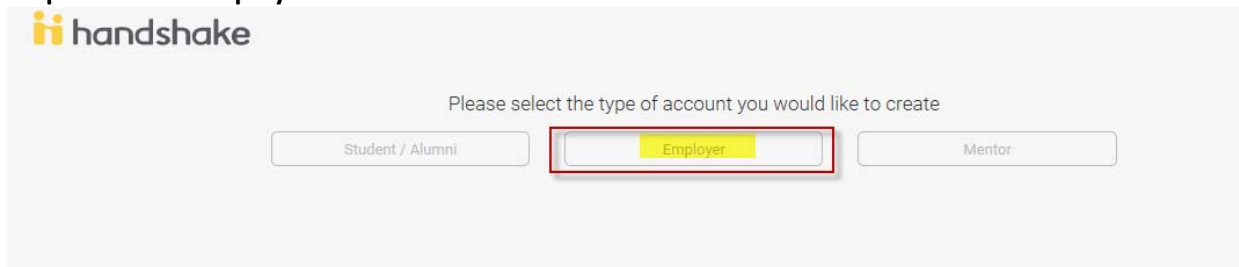 handshake
Please select the type of account you would like to create
Student / Alumni Employer Mentor